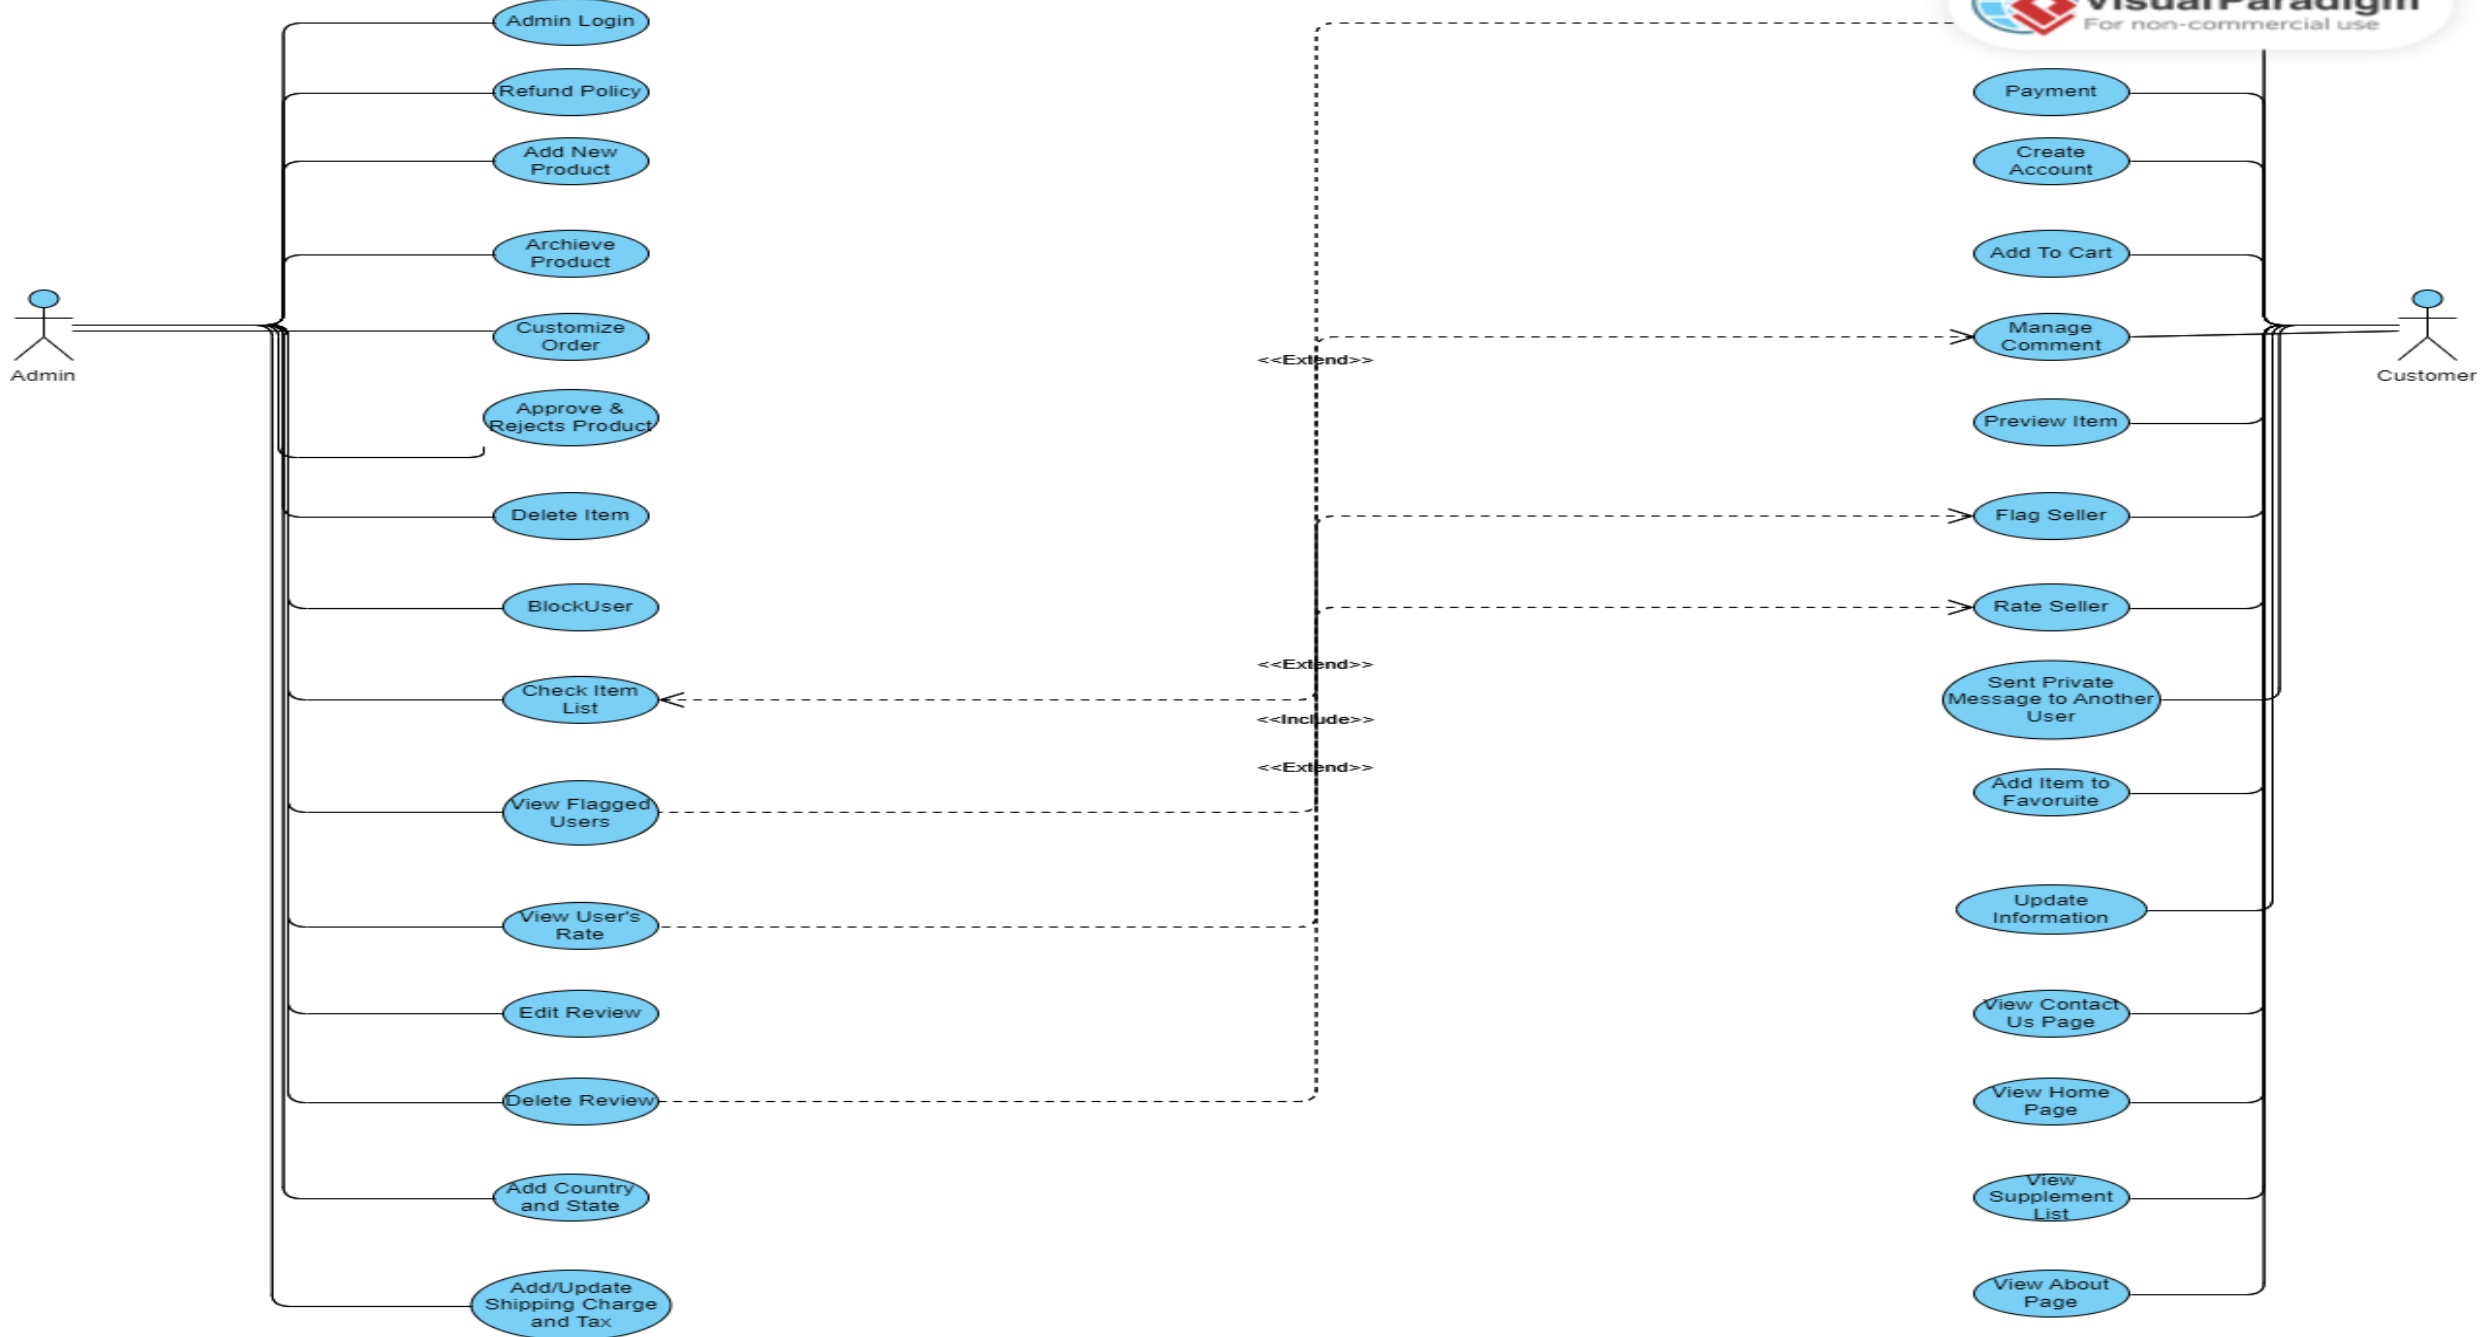 Admin Login
VisualParadigm
For non-commercial use
Refund Policy
Payment
Add New
Product
Create
Account
Archieve
Product
Add To Cart
Customize
Order
Manage
Comment
<<Extend>>
Admin
Customer
Approve &
Rejects Product
Preview Item
Delete Item
Flag Seller
BlockUser
Rate Seller
<<Extend>>
Check Item
List
Sent Private
Message to Another
User
<<Include>>
<<Extend>>
View Flagged
Users
Add Item to
Favoruite
View User's
Rate
Update
Information
Edit Review
View Contact
Us Page
Delete Review
View Home
Page
Add Country
and State
View
Supplement
List
Add/Update
Shipping Charge
and Tax
View About
Page